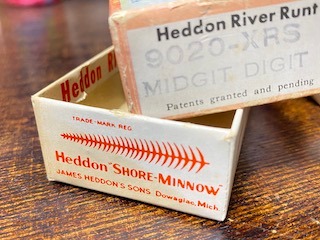 Heddon River Runt
9020-XRS
MIDGIT DIGIT
Patents granted and pending
Heddon
TRADE-MARK REG
Heddon "SHORE-MINNOW"
JAMES HEDDON'S SONS Dowagiac, Mich.